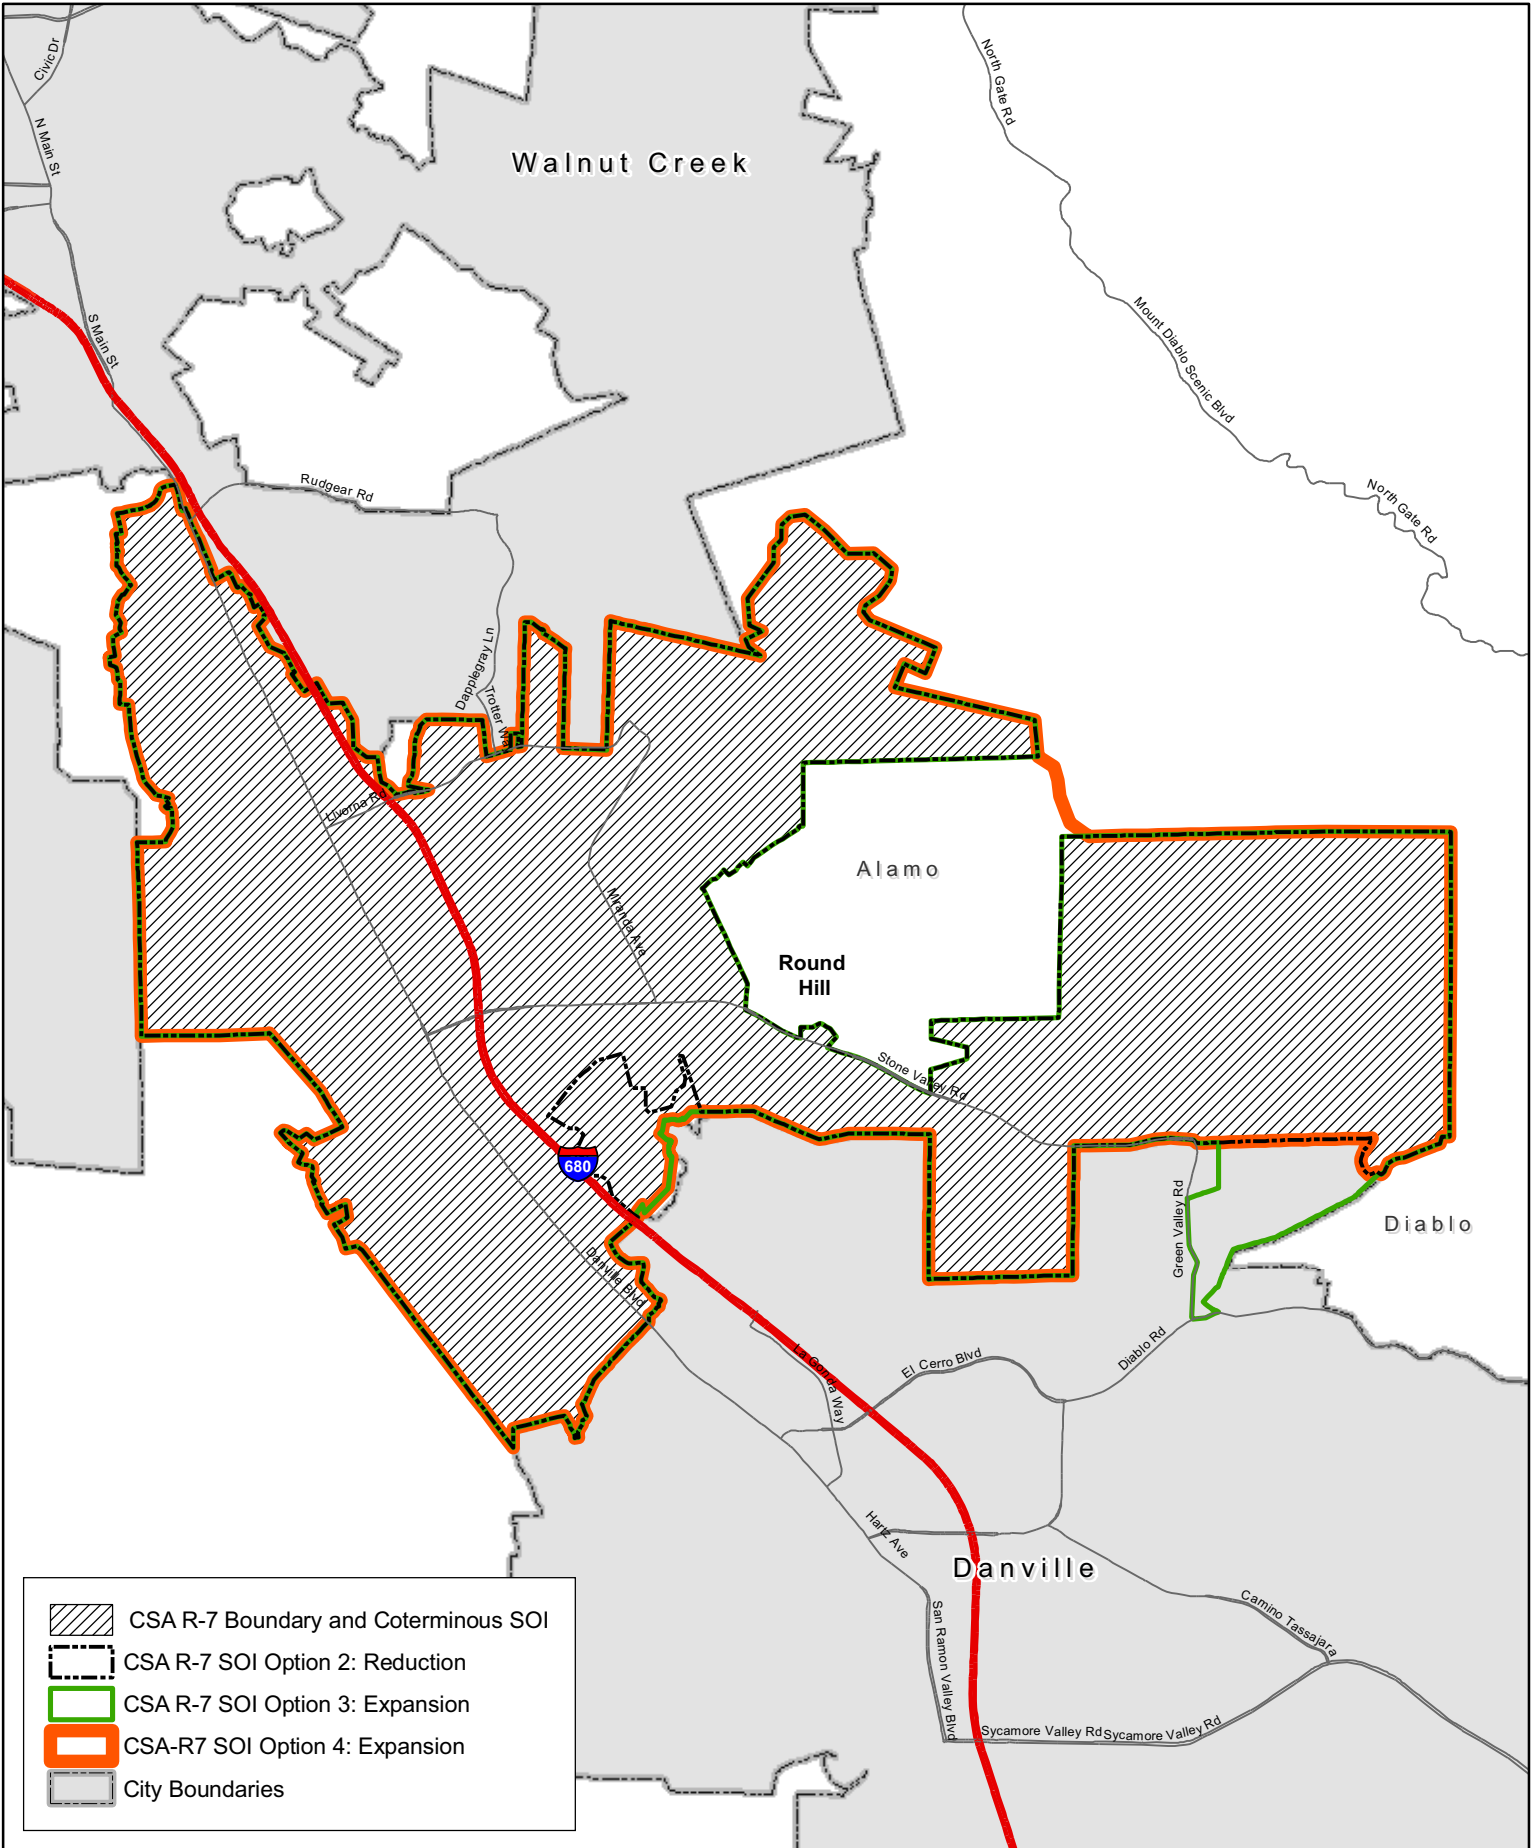 Civic Dr
North Gate Rd
N Main St
Walnut Creek
S Main St
Mount Diablo Scenic Blvd
Rudgear Rd
North Gate Rd
Dapplegray Ln
Trotter Way
Livorna Rd
Alamo
Miranda Ave
Round
Hill
Stone Valley Rd
680
Green Valley Rd
Diablo
Danville Blvd
La Gonda Way
El Cerro Blvd
Diablo Rd
Hartz Ave
Danville
Camino Tassajara
San Ramon Valley Blvd
Sycamore Valley Rd Sycamore Valley Rd
CSA R-7 Boundary and Coterminous SOI
CSA R-7 SOI Option 2: Reduction
CSA R-7 SOI Option 3: Expansion
CSA-R7 SOI Option 4: Expansion
City Boundaries